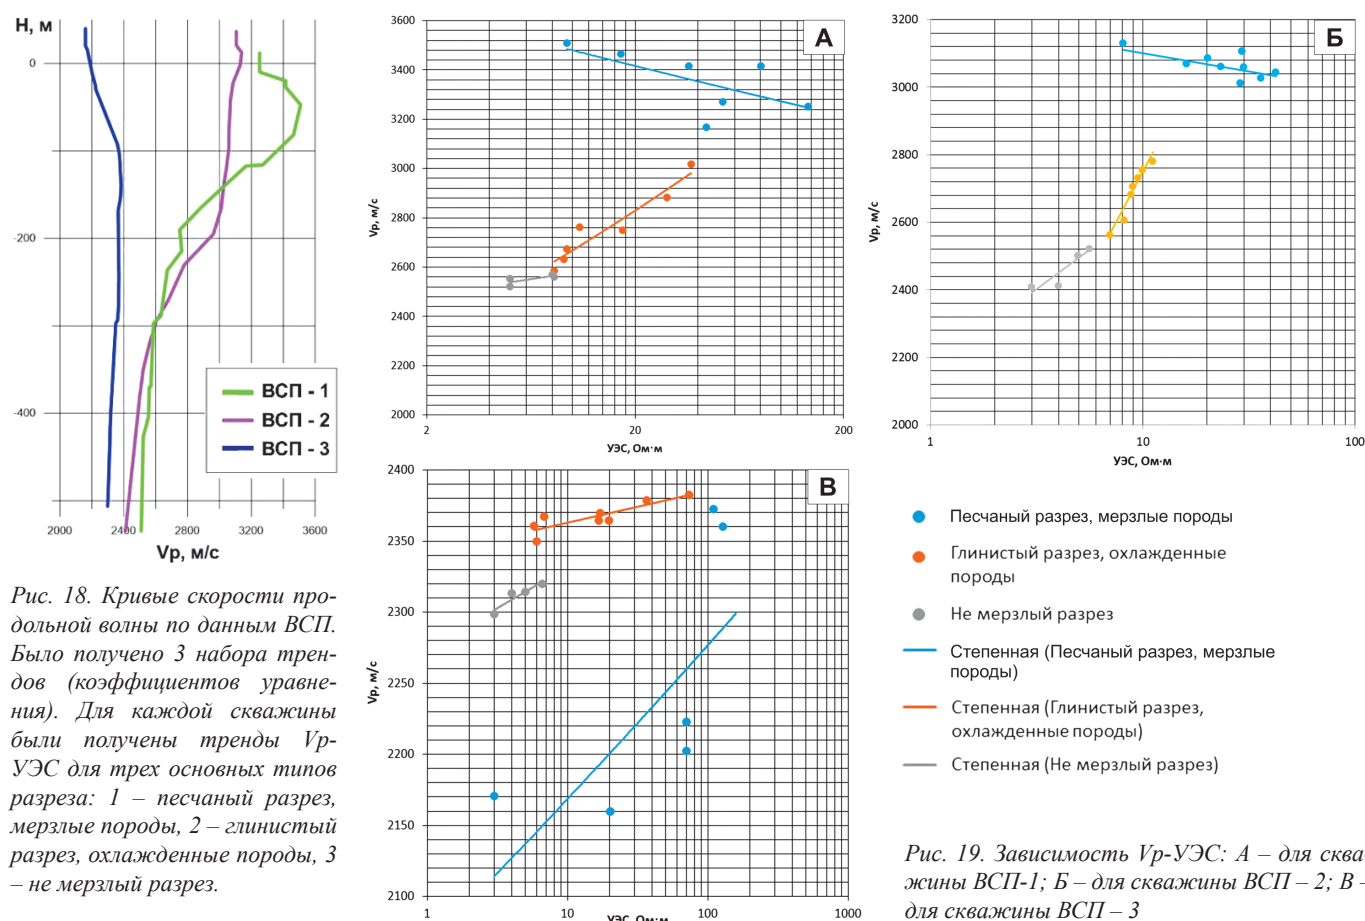 H, м
0
-200
-400
2000 2400 2800 3200 3600
Vp, м/с
ВСП - 1
ВСП - 2
ВСП - 3
Рис. 18. Кривые скорости про-
дольной волны по данным ВСП.
Было получено 3 набора трен-
дов (коэффициентов уравне-
ния). Для каждой скважины
были получены тренды Vp-
УЭС для трех основных типов
разреза: 1 – песчаный разрез,
мерзлые породы, 2 – глинистый
разрез, охлажденные породы, 3
– не мерзлый разрез.
А
3600
3400
3200
3000
2800
2600
2400
2200
2000
Vp, м/с
2 20 200
УЭС, Ом·м
Б
3200
3000
2800
2600
2400
2200
2000
Vp, м/с
1 10 100
УЭС, Ом·м
В
2400
2350
2300
2250
2200
2150
2100
Vp, м/с
1 10 100 1000
УЭС, Ом·м
Песчаный разрез, мерзлые породы
Глинистый разрез, охлажденные
породы
Не мерзлый разрез
Степенная (Песчаный разрез, мерзлые
породы)
Степенная (Глинистый разрез,
охлажденные породы)
Степенная (Не мерзлый разрез)
Рис. 19. Зависимость Vp-УЭС: А – для сква-
жины ВСП-1; Б – для скважины ВСП – 2; В –
для скважины ВСП – 3